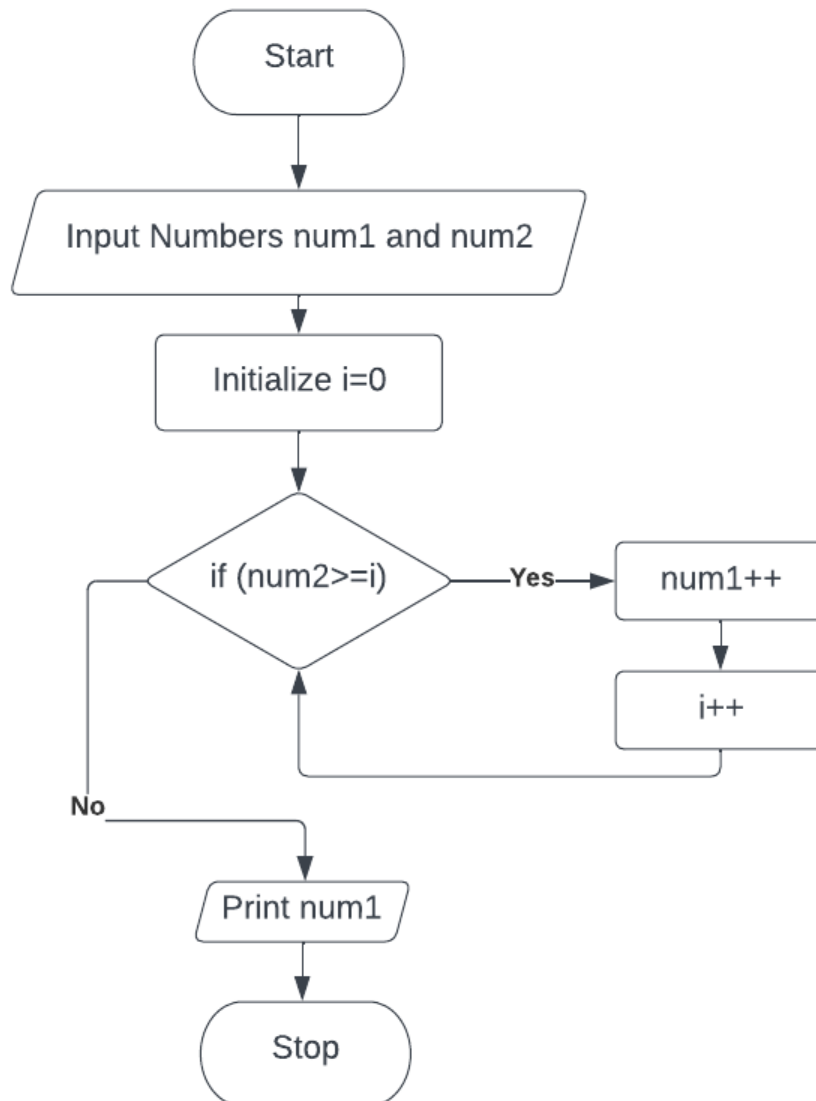 Start
Input Numbers num1 and num2
Initialize i=0
if (num2>=i)
Yes
num1++
i++
No
Print num1
Stop